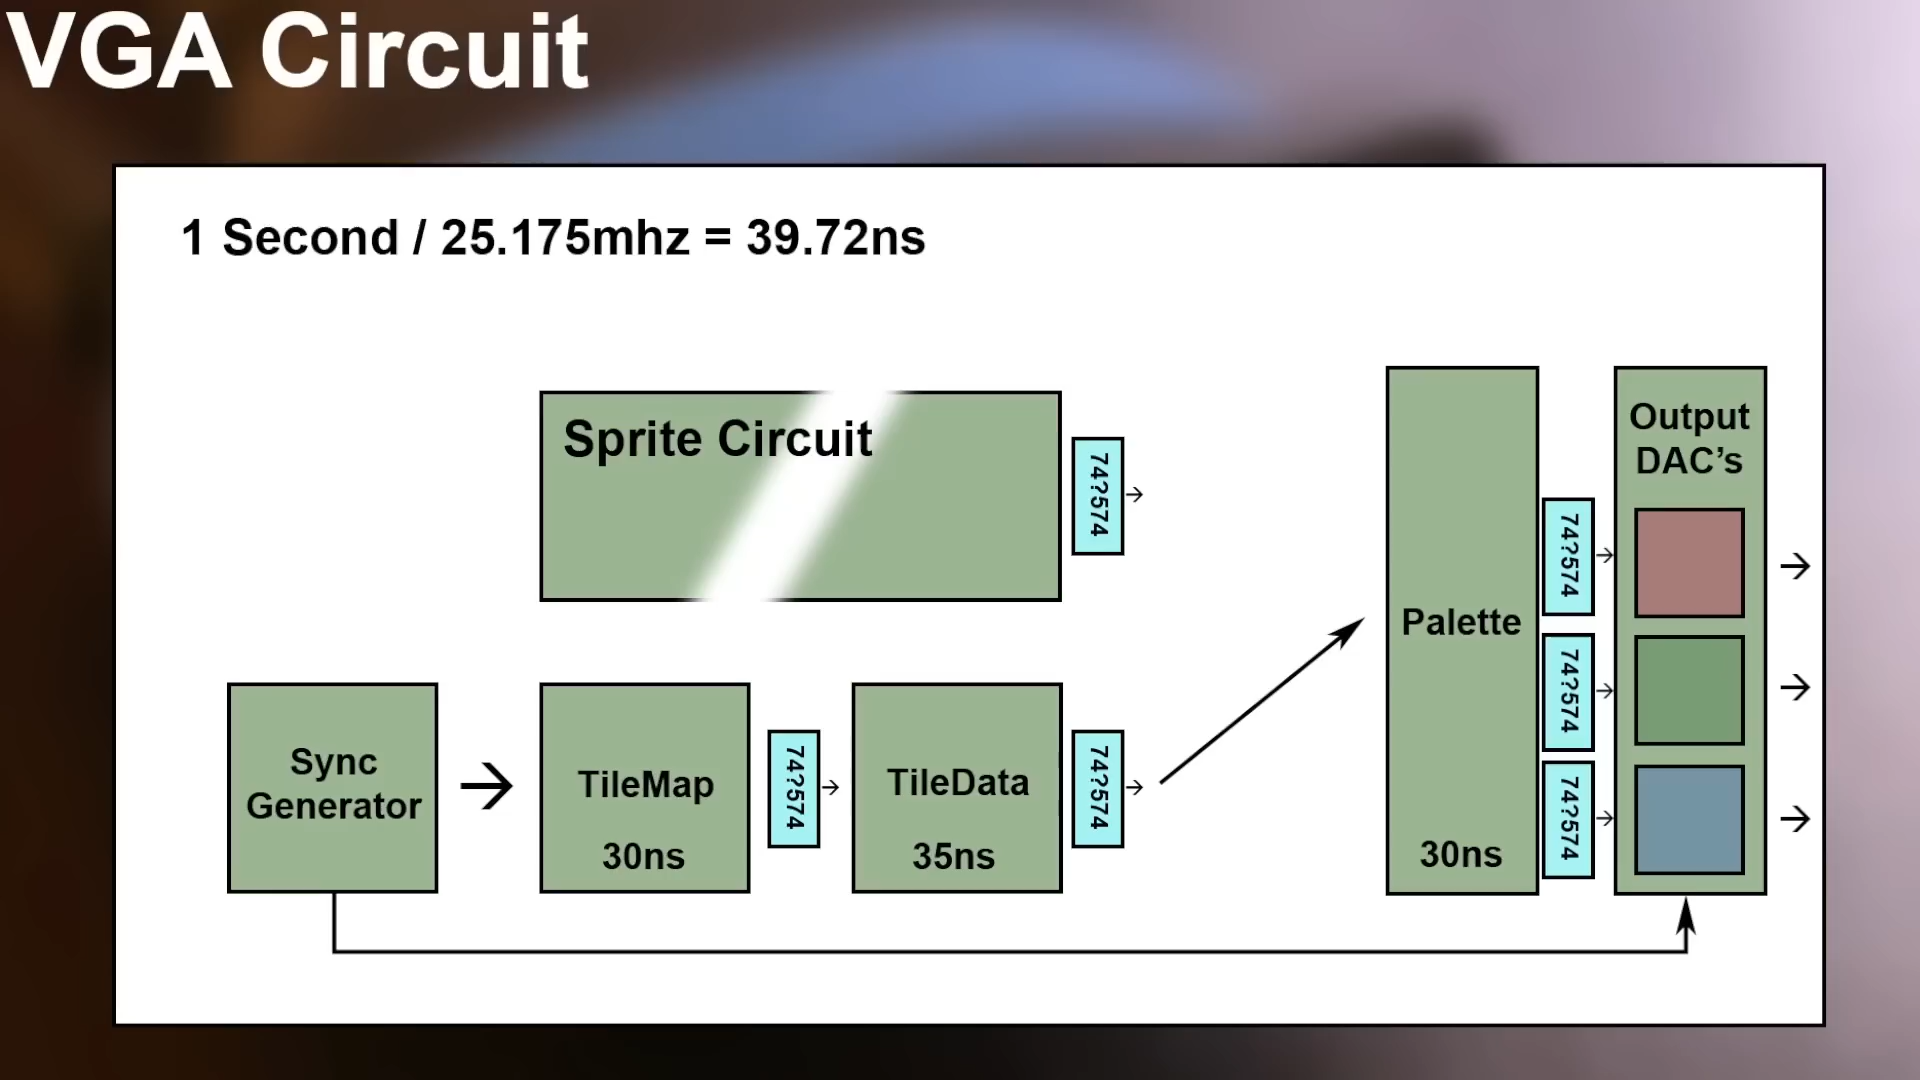 VGA Circuit
1 Second / 25.175mhz = 39.72ns
Sprite Circuit
74?574
Sync
Generator
TileMap
30ns
74?574
TileData
35ns
74?574
Palette
30ns
74?574
74?574
74?574
Output
DAC’s